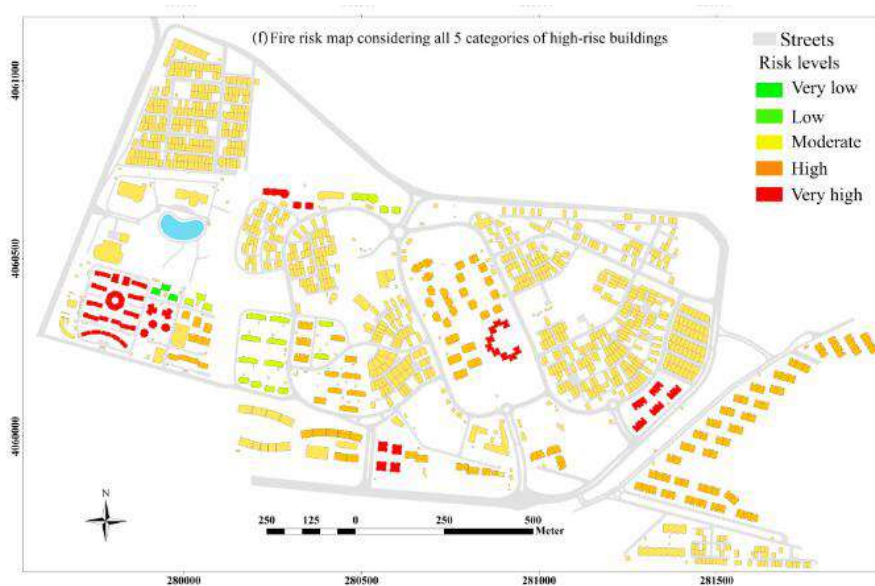 (f) Fire risk map considering all 5 categories of high-rise buildings
Streets
Risk levels
Very low
Low
Moderate
High
Very high
4061000
4060500
4060000
N
250 125 0 250 500
Meter
280000 280500 281000 281500